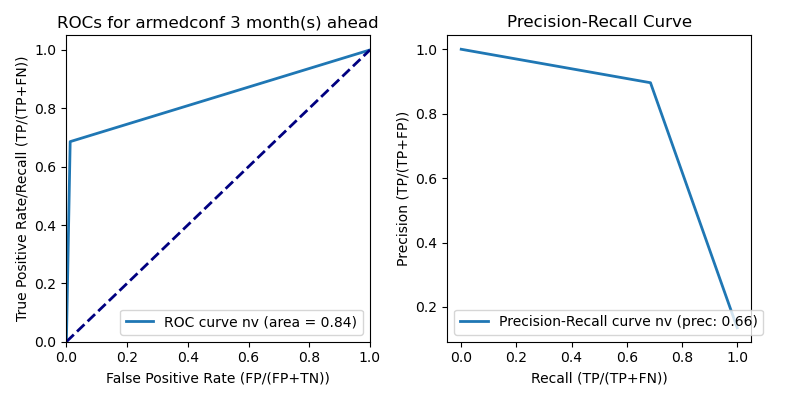 ROCs for armedconf 3 month(s) ahead
True Positive Rate/Recall (TP/(TP+FN))
1.0
0.8
0.6
0.4
0.2
0.0
ROC curve nv (area = 0.84)
0.0 0.2 0.4 0.6 0.8 1.0
False Positive Rate (FP/(FP+TN))
Precision-Recall Curve
Precision (TP/(TP+FP))
1.0
0.8
0.6
0.4
0.2
Precision-Recall curve nv (prec: 0.66)
0.0 0.2 0.4 0.6 0.8 1.0
Recall (TP/(TP+FN))